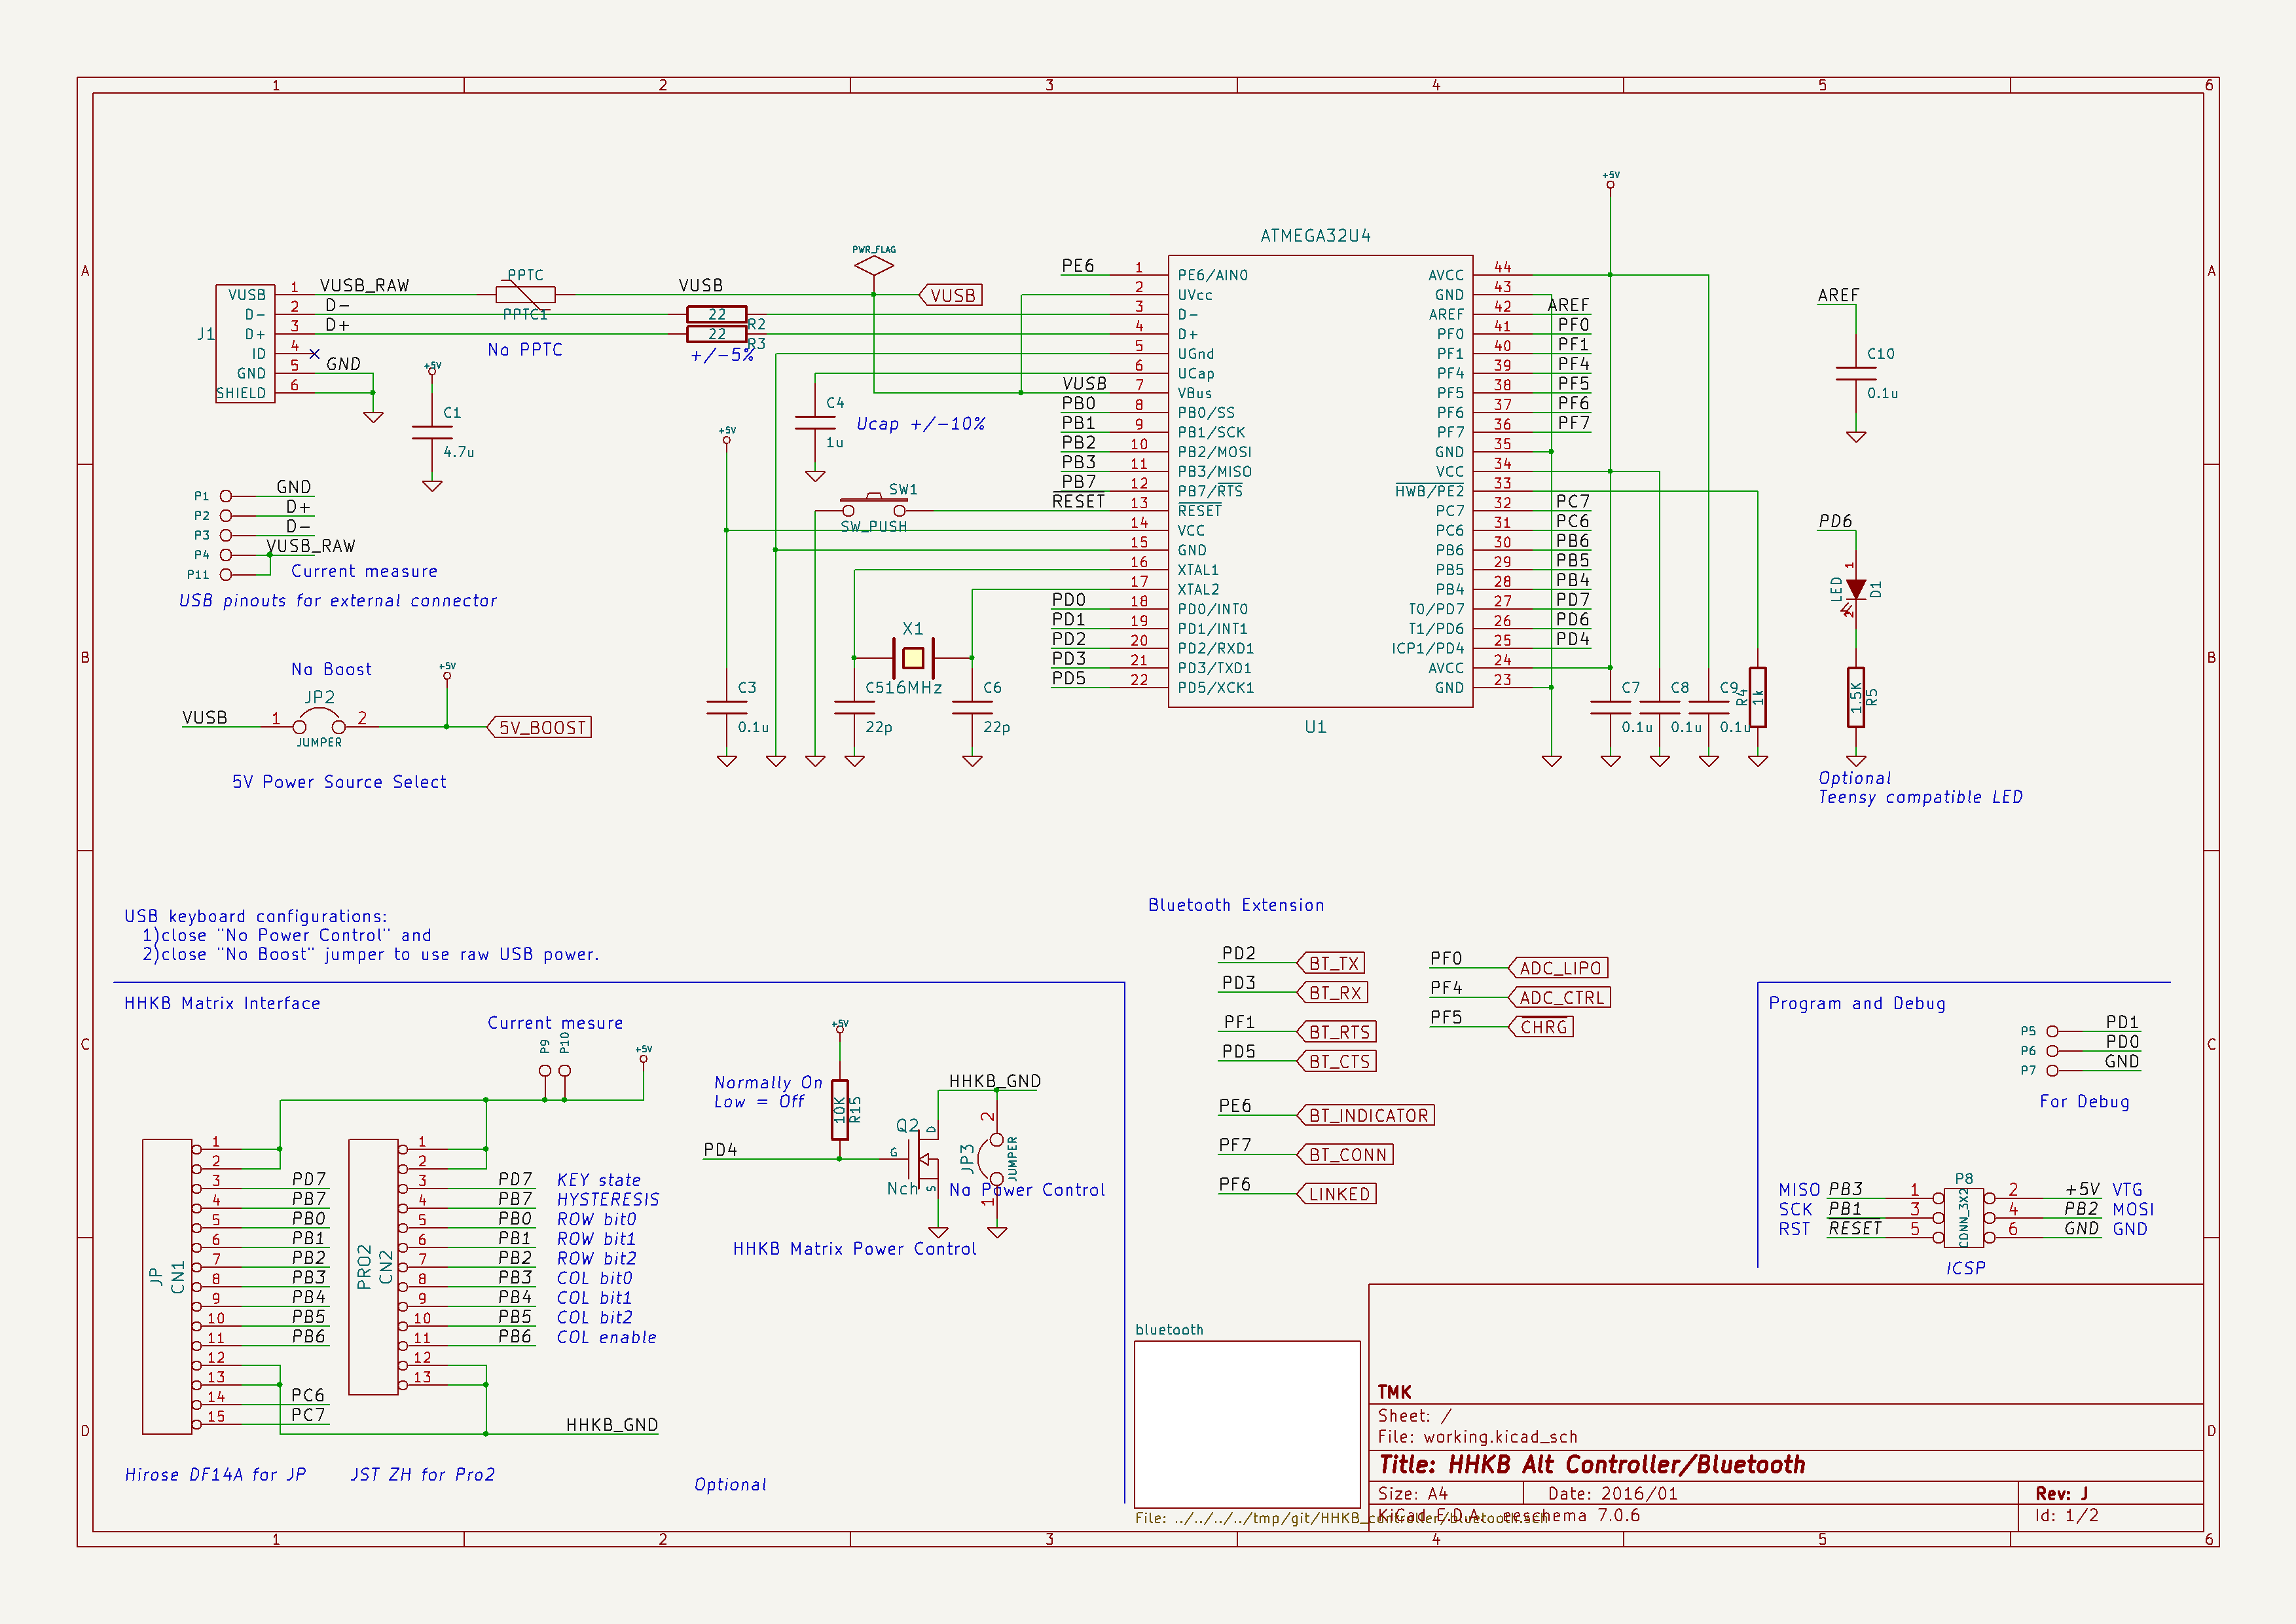 1 2 3 4 5 6
A
B
C
D
ATMEGA32U4
U1
1 PE6/AIN0
2 UVcc
3 D-
4 D+
5 UGnd
6 UCap
7 VBus
8 PB0/SS
9 PB1/SCK
10 PB2/MOSI
11 PB3/MISO
12 PB7/RTS
13 RESET
14 VCC
15 GND
16 XTAL1
17 XTAL2
18 PD0/INT0
19 PD1/INT1
20 PD2/RXD1
21 PD3/TXD1
22 PD5/XCK1
AVCC 44
GND 43
AREF 42
PF0 41
PF1 40
PF4 39
PF5 38
PF6 37
PF7 36
GND 35
VCC 34
HWB/PE2 33
PC7 32
PC6 31
PB6 30
PB5 29
PB4 28
T0/PD7 27
T1/PD6 26
ICP1/PD4 25
AVCC 24
GND 23
PE6
VUSB
PB0
PB1
PB2
PB3
PB7
RESET
PD0
PD1
PD2
PD3
PD5
AREF
PF0
PF1
PF4
PF5
PF6
PF7
PC7
PC6
PB6
PB5
PB4
PD7
PD6
PD4
J1
VUSB 1 VUSB_RAW
D- 2 D-
D+ 3 D+
ID 4
GND 5 GND
SHIELD 6
PPTC
PPTC1
No PPTC
VUSB
PWR_FLAG
VUSB
22 R2
22 R3
+/-5%
+5V
C1
4.7u
+5V
C4
1u
Ucap +/-10%
SW1
SW_PUSH
X1
16MHz
C3
0.1u
C5
22p
C6
22p
+5V
C7
0.1u
C8
0.1u
C9
0.1u
R4
1k
AREF
C10
0.1u
PD6
1
LED
D1
2
1.5K
R5
Optional
Teensy compatible LED
P1 GND
P2 D+
P3 D-
P4 VUSB_RAW
P11
Current measure
USB pinouts for external connector
No Boost
JP2
VUSB 1 2
JUMPER
+5V
5V_BOOST
5V Power Source Select
USB keyboard configurations:
1)close "No Power Control" and
2)close "No Boost" jumper to use raw USB power.
HHKB Matrix Interface
Current mesure
P9
P10
+5V
JP
CN1
1
2
3 PD7
4 PB7
5 PB0
6 PB1
7 PB2
8 PB3
9 PB4
10 PB5
11 PB6
12
13
14 PC6
15 PC7
PRO2
CN2
1
2
3 PD7 KEY state
4 PB7 HYSTERESIS
5 PB0 ROW bit0
6 PB1 ROW bit1
7 PB2 ROW bit2
8 PB3 COL bit0
9 PB4 COL bit1
10 PB5 COL bit2
11 PB6 COL enable
12
13
HHKB_GND
Hirose DF14A for JP
JST ZH for Pro2
Optional
+5V
Normally On
Low = Off
10K
R15
PD4
Q2
D
G
S
Nch
HHKB_GND
2
JP3
JUMPER
1
No Power Control
HHKB Matrix Power Control
Bluetooth Extension
PD2 BT_TX
PD3 BT_RX
PF1 BT_RTS
PD5 BT_CTS
PE6 BT_INDICATOR
PF7 BT_CONN
PF6 LINKED
PF0 ADC_LIPO
PF4 ADC_CTRL
PF5 CHRG
Program and Debug
P5 PD1
P6 PD0
P7 GND
For Debug
P8
CONN_3X2
MISO PB3 1 2 +5V VTG
SCK PB1 3 4 PB2 MOSI
RST RESET 5 6 GND GND
ICSP
bluetooth
File: ../../../../tmp/git/HHKB_controller/bluetooth.sch
TMK
Sheet: /
File: working.kicad_sch
Title: HHKB Alt Controller/Bluetooth
Size: A4 Date: 2016/01 Rev: J
KiCad E.D.A. eeschema 7.0.6 Id: 1/2
1 2 3 4 5 6
A
B
C
D